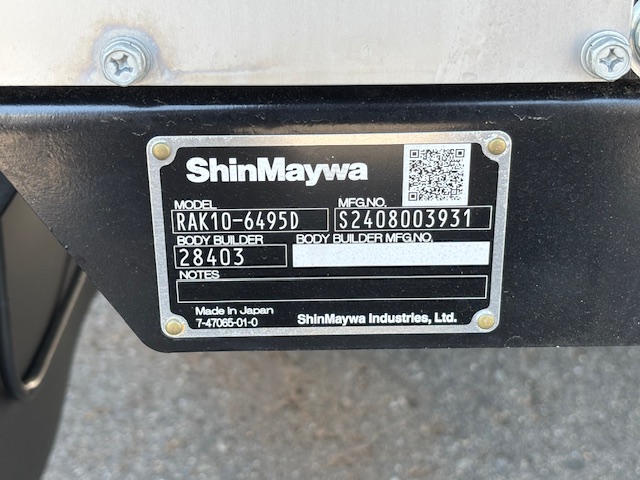 ShinMaywa
MODEL MFG.NO.
RAK10-6495D S2408003931
BODY BUILDER BODY BUILDER MFG.NO.
28403
NOTES
Made in Japan
7-47065-01-0 ShinMaywa Industries, Ltd.